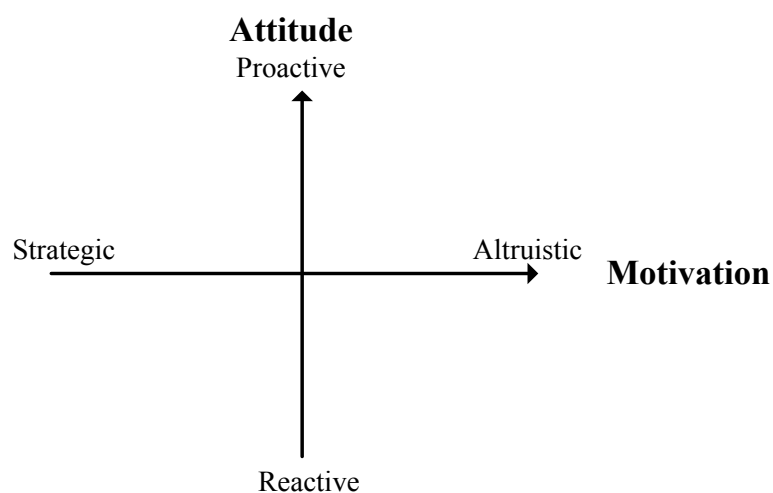 Attitude
Proactive
Strategic
Altruistic
Motivation
Reactive